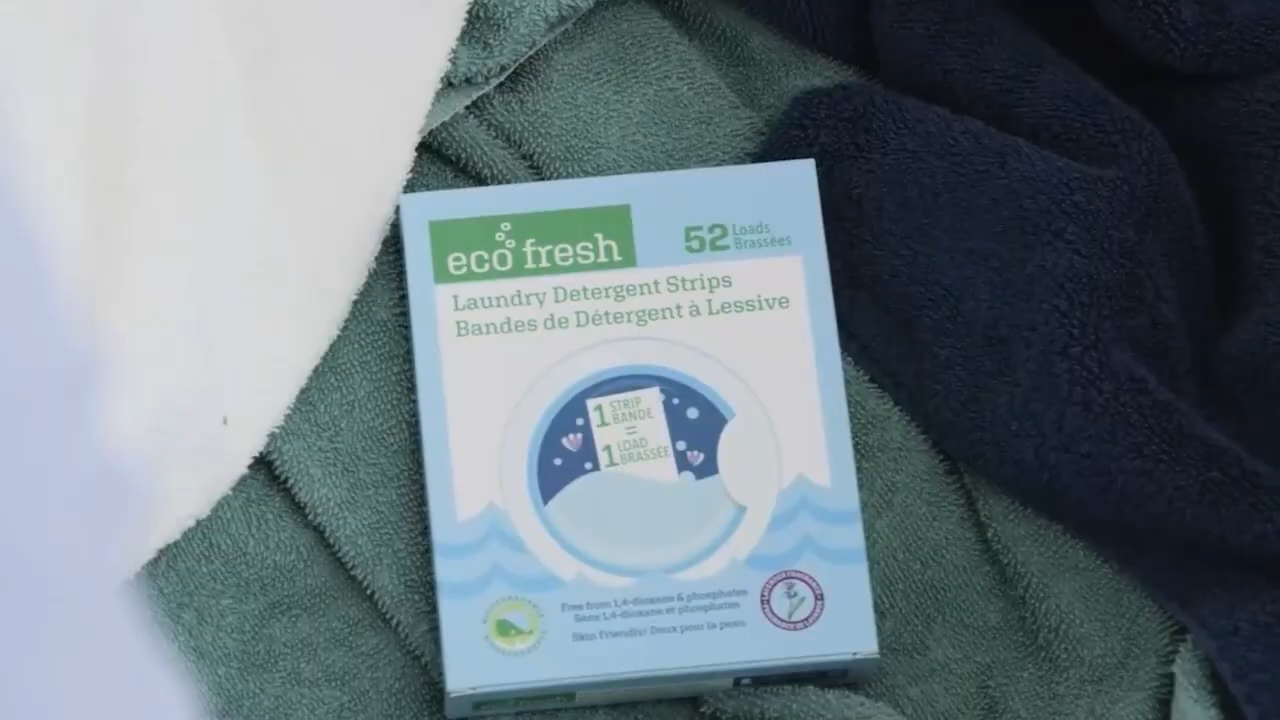 eco fresh
52 Loads
Brassées
Laundry Detergent Strips
Bandes de Détergent à Lessive
1 STRIP
BANDE
=
1 LOAD
BRASSÉE
Free from 1,4-dioxane & phosphates
Sans 1,4-dioxane et phosphates
Skin Friendly/ Doux pour la peau